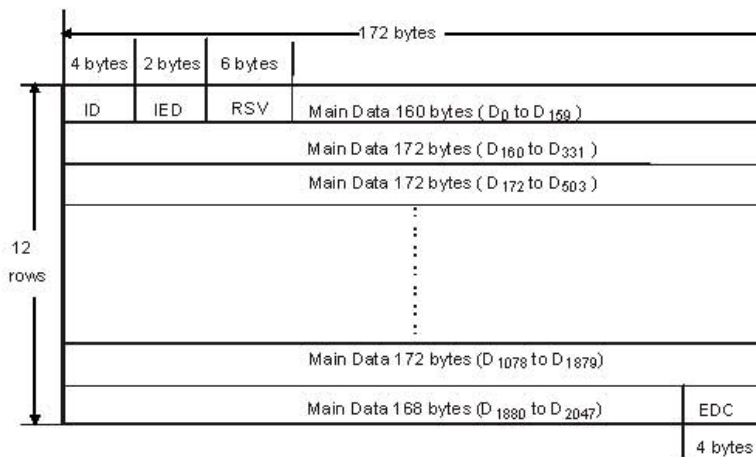 172 bytes
4 bytes 2 bytes 6 bytes
ID IED RSV Main Data 160 bytes ( D0 to D159 )
Main Data 172 bytes ( D160 to D331 )
Main Data 172 bytes ( D172 to D503 )
12
rows
Main Data 172 bytes (D1078 to D1879)
Main Data 168 bytes (D1880 to D2047) EDC
4 bytes